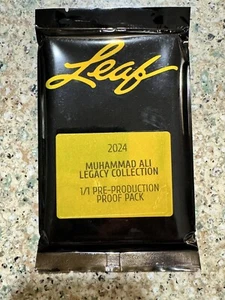 Leaf
2024
MUHAMMAD ALI
LEGACY COLLECTION
1/1 PRE-PRODUCTION
PROOF PACK